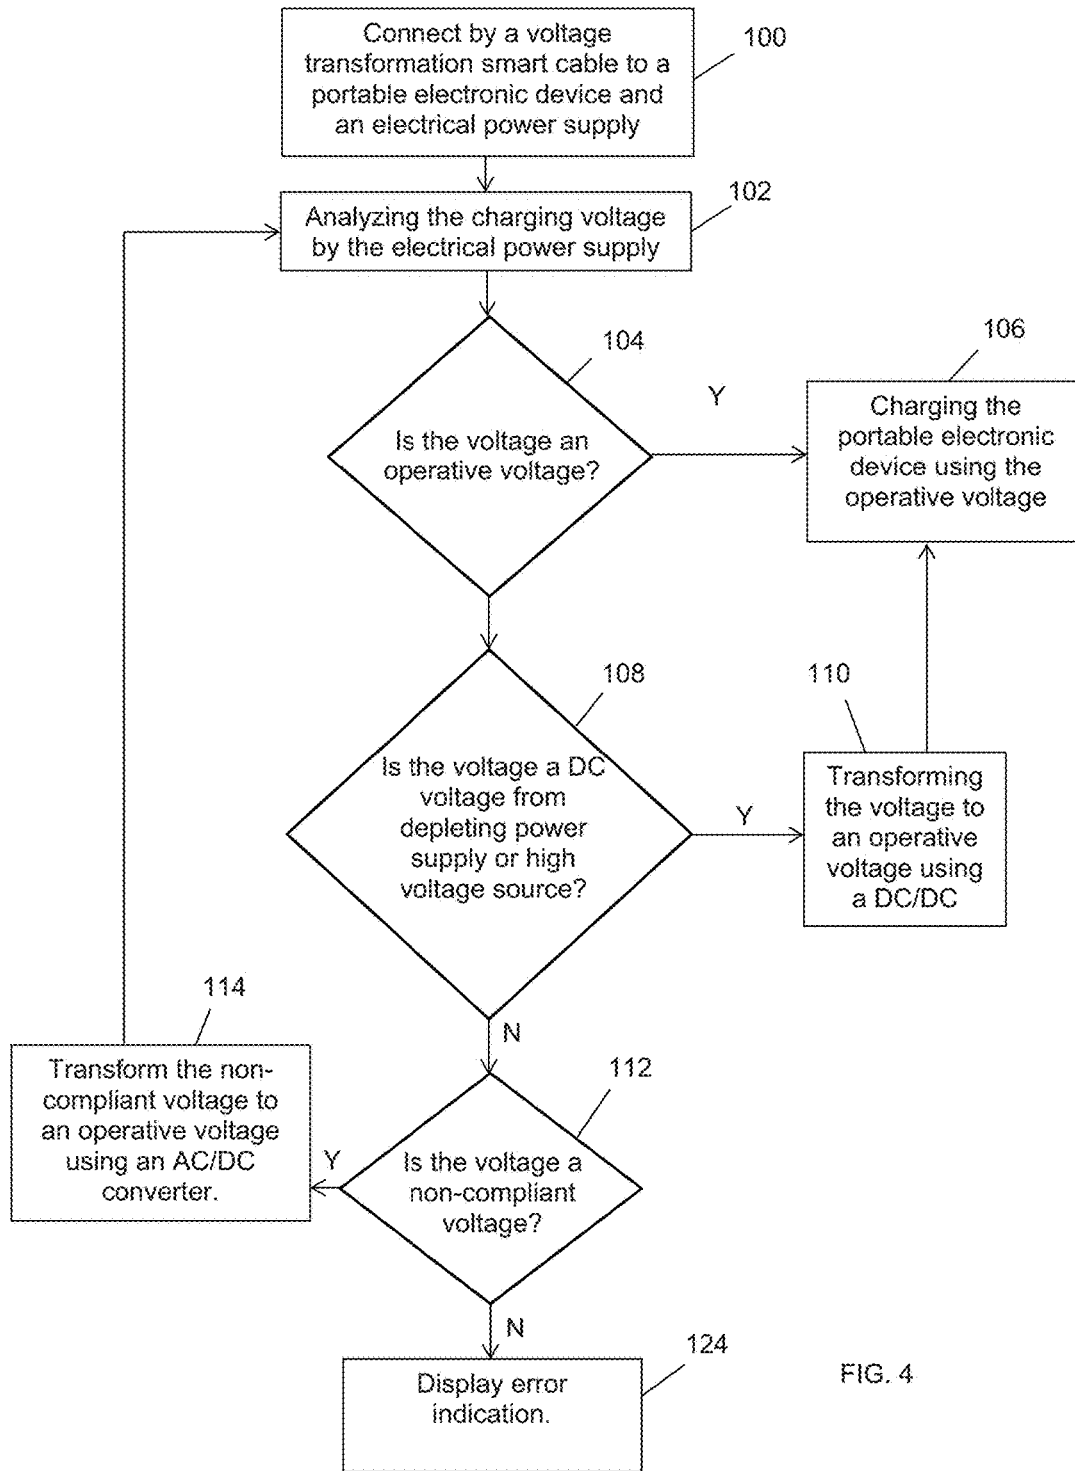 Connect by a voltage
transformation smart cable to a
portable electronic device and
an electrical power supply
100
Analyzing the charging voltage
by the electrical power supply
102
104
Is the voltage an
operative voltage?
Y
106
Charging the
portable electronic
device using the
operative voltage
108
Is the voltage a DC
voltage from
depleting power
supply or high
voltage source?
Y
110
Transforming
the voltage to
an operative
voltage using
a DC/DC
N
114
Transform the non-
compliant voltage to
an operative voltage
using an AC/DC
converter.
Y
112
Is the voltage a
non-compliant
voltage?
N
124
Display error
indication.
FIG. 4